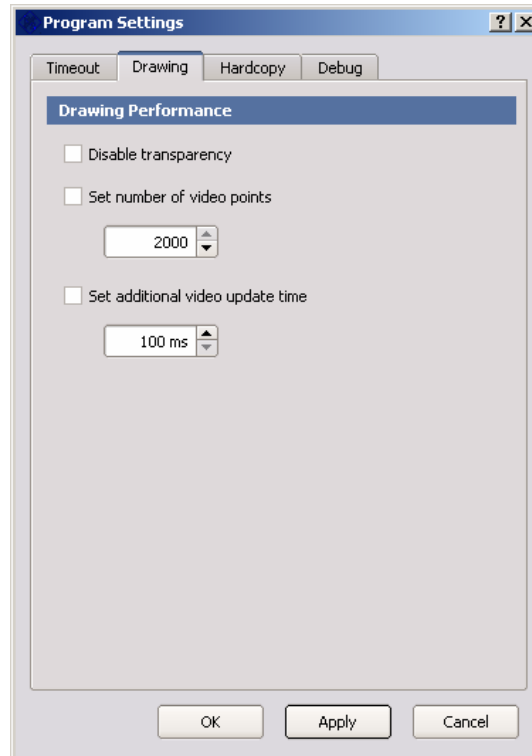 Program Settings
Timeout Drawing Hardcopy Debug
Drawing Performance
Disable transparency
Set number of video points
2000
Set additional video update time
100 ms
OK Apply Cancel